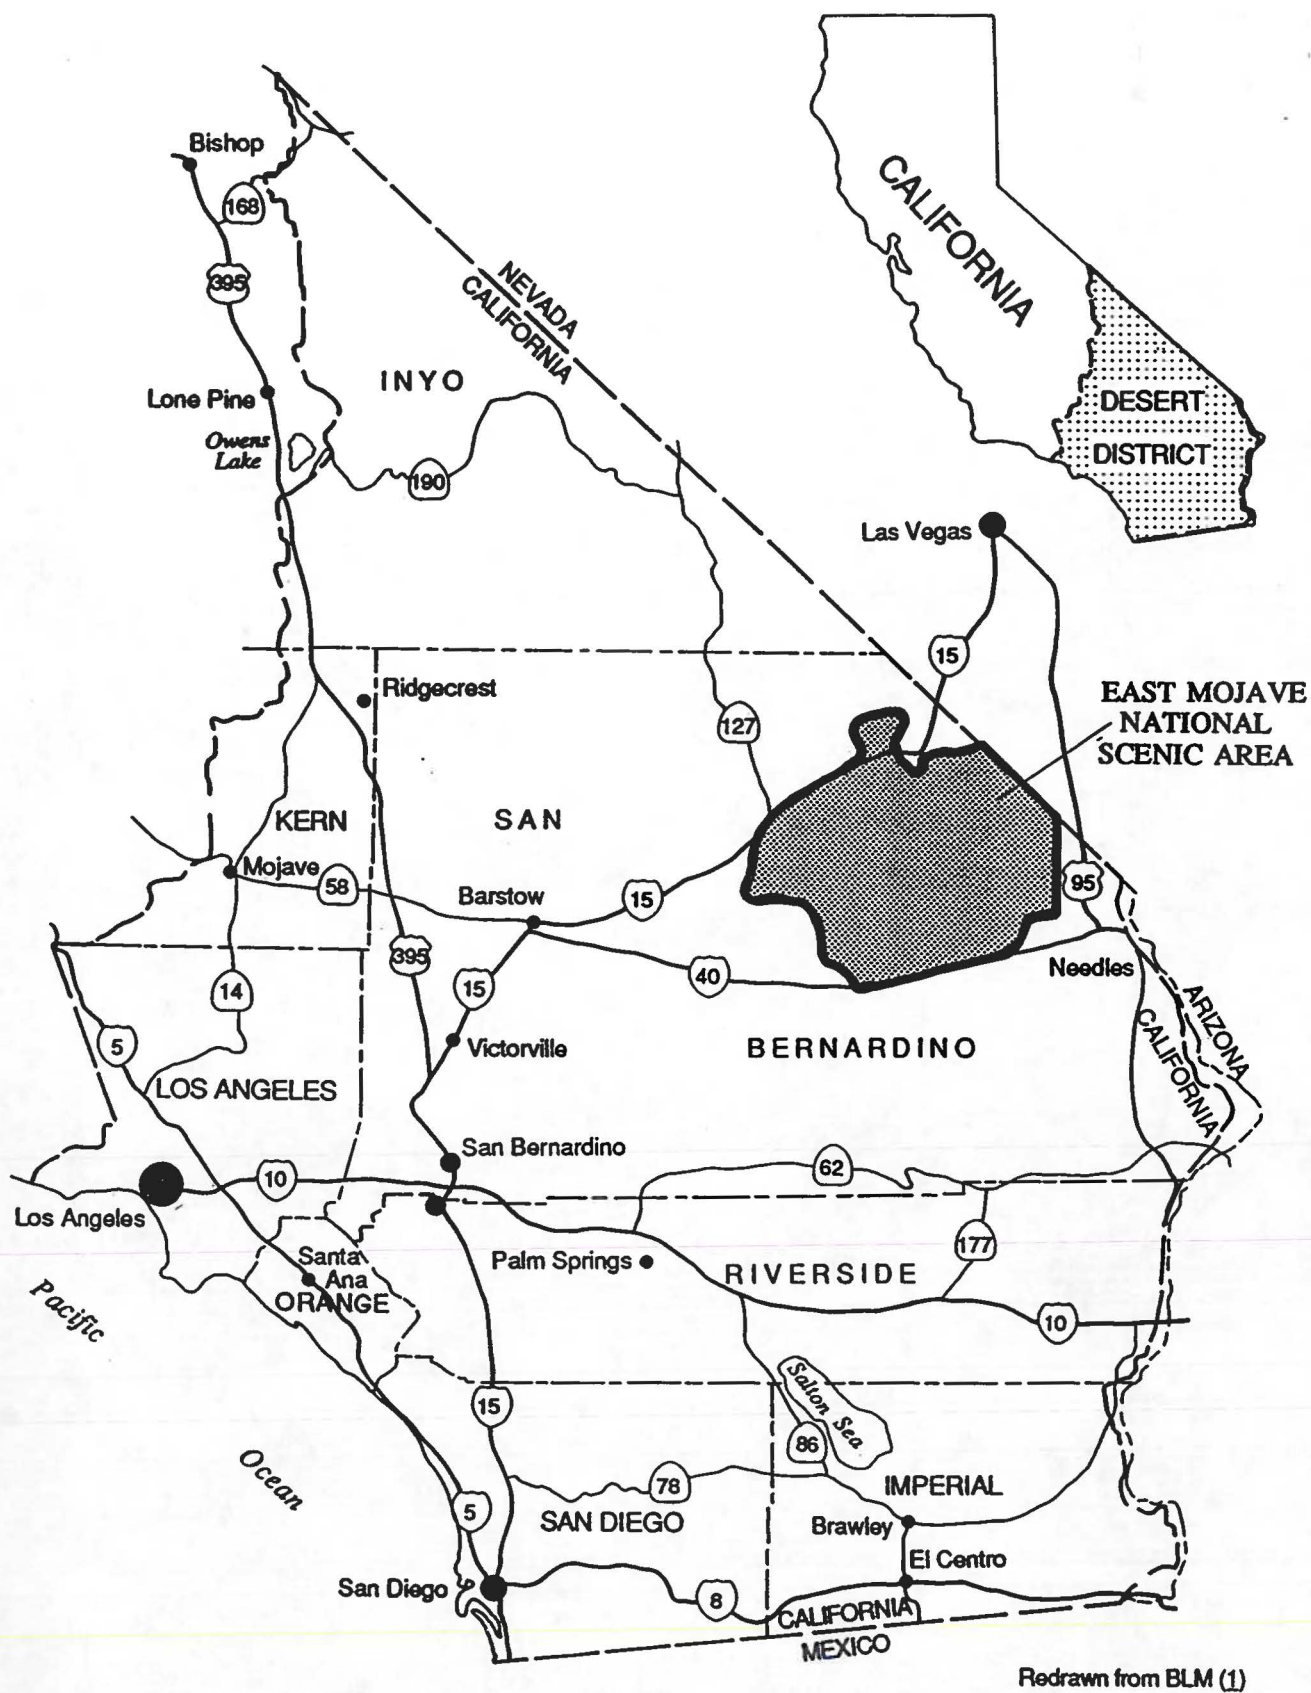 Bishop
168
395
NEVADA
CALIFORNIA
CALIFORNIA
DESERT
DISTRICT
INYO
Lone Pine
Owens
Lake
190
Las Vegas
15
EAST MOJAVE
NATIONAL
SCENIC AREA
Ridgecrest
127
KERN
SAN
Mojave
58
Barstow
15
95
395
15
40
Needles
14
5
Victorville
BERNARDINO
ARIZONA
CALIFORNIA
LOS ANGELES
San Bernardino
62
10
Los Angeles
177
Palm Springs
RIVERSIDE
Santa
Ana
ORANGE
10
Pacific
Ocean
Salton Sea
15
86
78
IMPERIAL
5
SAN DIEGO
Brawley
El Centro
San Diego
8
CALIFORNIA
MEXICO
Redrawn from BLM (1)